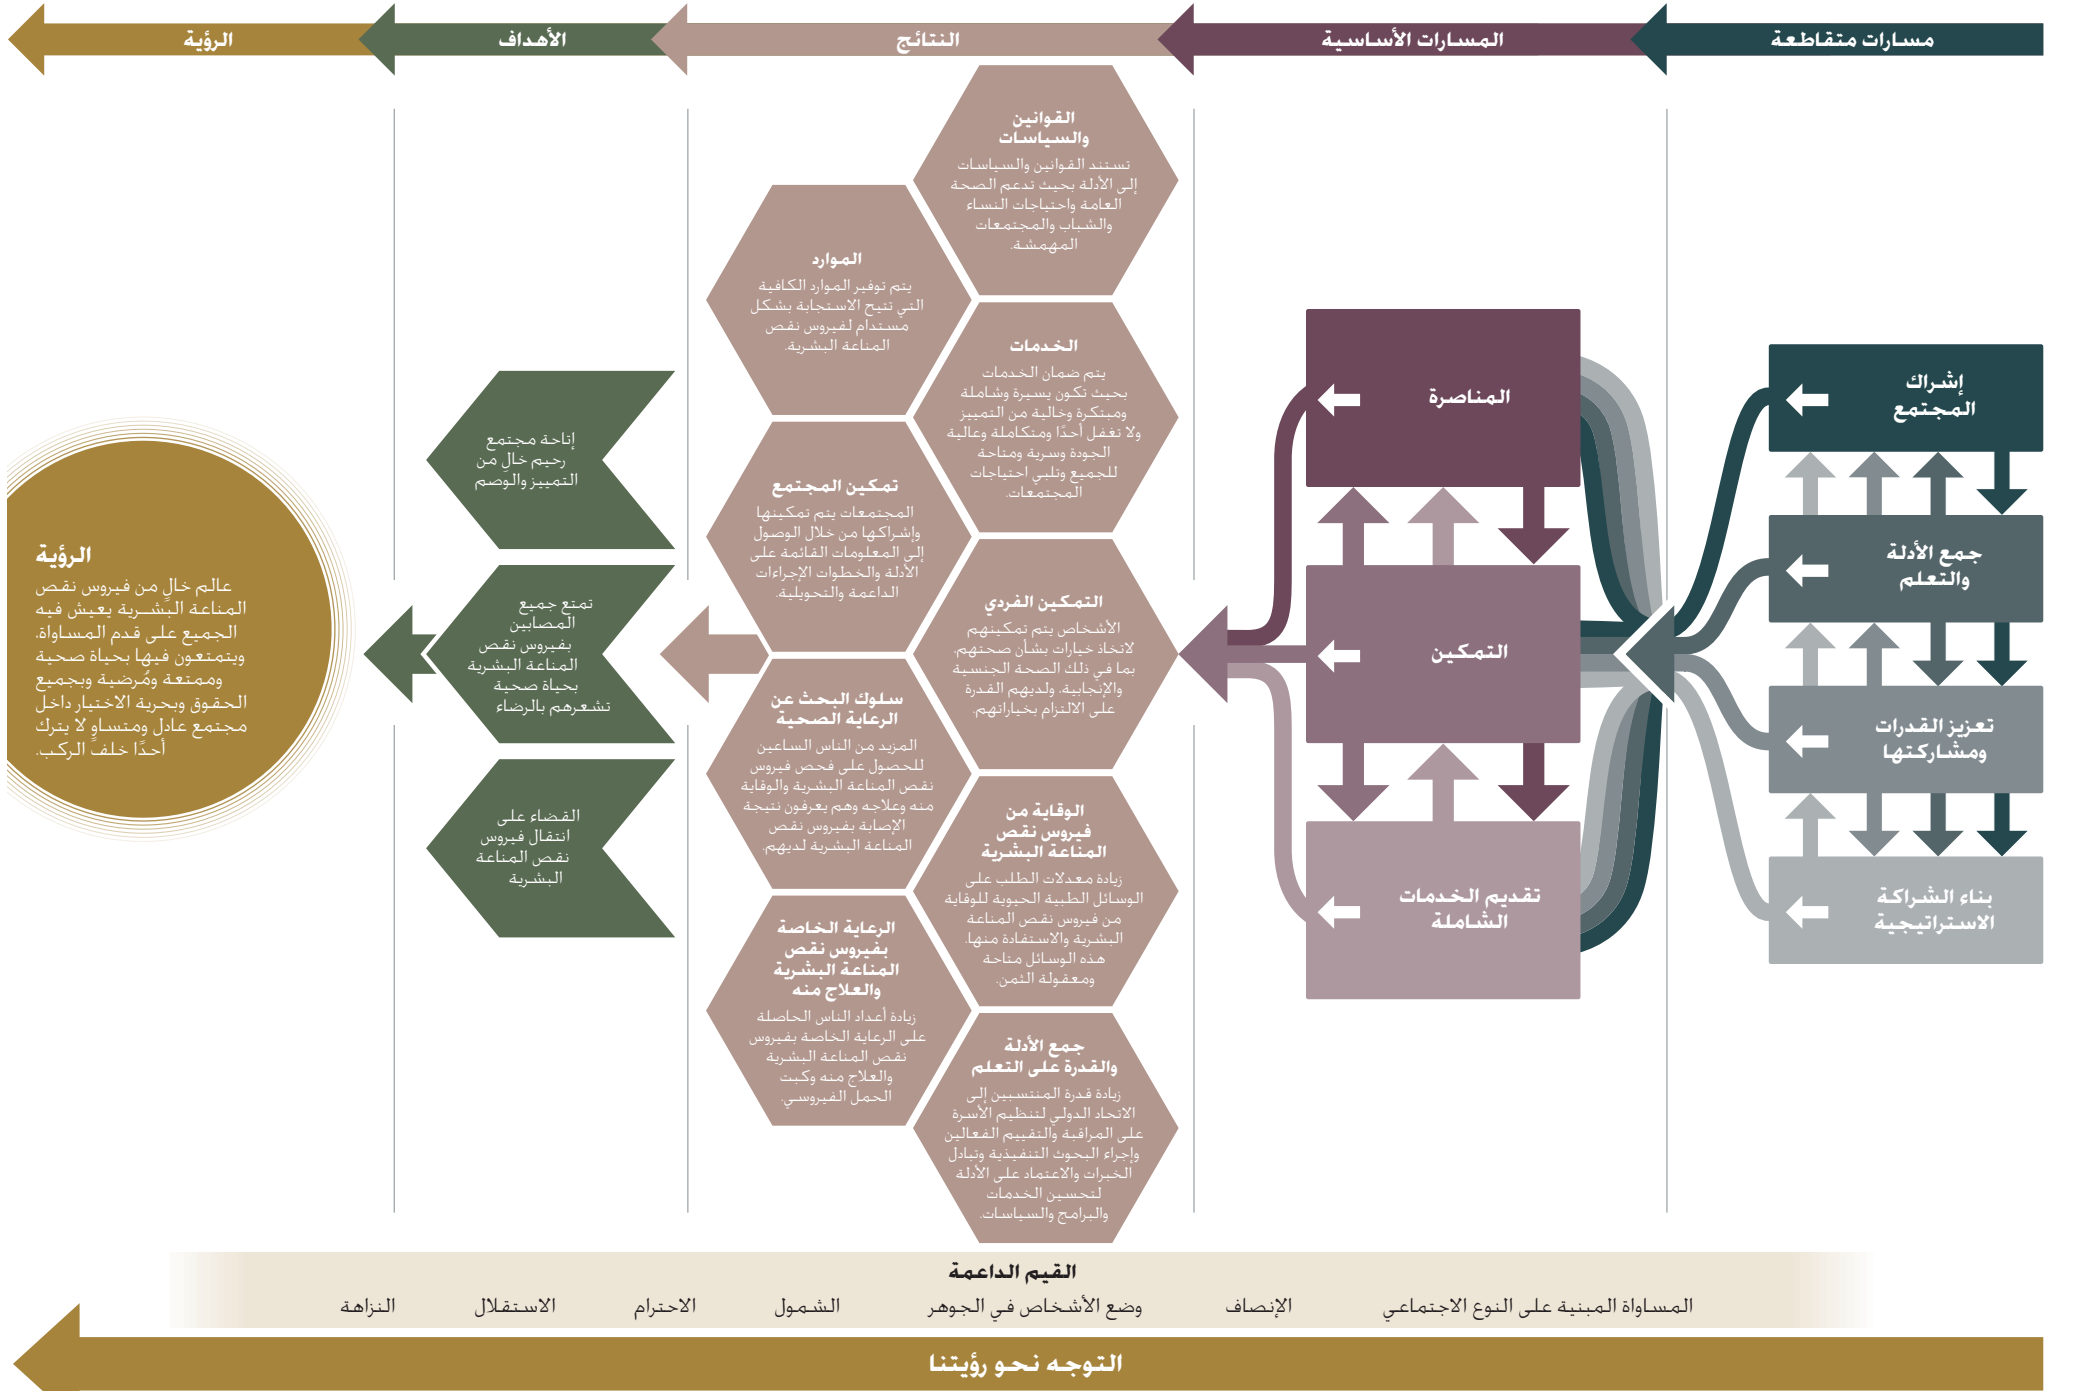 مسارات متقاطعة
المسارات الأساسية
النتائج
الأهداف
الرؤية
إشراك
المجتمع
جمع الأدلة
والتعلم
تعزيز القدرات
ومشاركتها
بناء الشراكة
الاستراتيجية
المناصرة
التمكين
تقديم الخدمات
الشاملة
القوانين
والسياسات
تستند القوانين والسياسات
إلى الأدلة بحيث تدعم الصحة
العامة واحتياجات النساء
والشباب والمجتمعات
المهمشة.
الخدمات
يتم ضمان الخدمات
بحيث تكون يسيرة وشاملة
ومبتكرة وخالية من التمييز
ولا تغفل أحدًا ومتكاملة وعالية
الجودة وسرية ومتاحة
للجميع وتلبي احتياجات
المجتمعات.
التمكين الفردي
الأشخاص يتم تمكينهم
لاتخاذ خيارات بشأن صحتهم،
بما في ذلك الصحة الجنسية
والإنجابية، ولديهم القدرة
على الالتزام بخياراتهم.
الوقاية من
فيروس نقص
المناعة البشرية
زيادة معدلات الطلب على
الوسائل الطبية الحيوية للوقاية
من فيروس نقص المناعة
البشرية والاستفادة منها.
هذه الوسائل متاحة
ومعقولة الثمن.
جمع الأدلة
والقدرة على التعلم
زيادة قدرة المنتسبين إلى
الاتحاد الدولي لتنظيم الأسرة
على المراقبة والتقييم الفعالين
وإجراء البحوث التنفيذية وتبادل
الخبرات والاعتماد على الأدلة
لتحسين الخدمات
والبرامج والسياسات.
الموارد
يتم توفير الموارد الكافية
التي تتيح الاستجابة بشكل
مستدام لفيروس نقص
المناعة البشرية.
تمكين المجتمع
المجتمعات يتم تمكينها
وإشراكها من خلال الوصول
إلى المعلومات القائمة على
الأدلة والخطوات الإجراءات
الداعمة والتحويلية.
سلوك البحث عن
الرعاية الصحية
المزيد من الناس الساعين
للحصول على فحص فيروس
نقص المناعة البشرية والوقاية
منه وعلاجه وهم يعرفون نتيجة
الإصابة بفيروس نقص
المناعة البشرية لديهم.
الرعاية الخاصة
بفيروس نقص
المناعة البشرية
والعلاج منه
زيادة أعداد الناس الحاصلة
على الرعاية الخاصة بفيروس
نقص المناعة البشرية
والعلاج منه وكبت
الحمل الفيروسي.
إتاحة مجتمع
رحيم خالٍ من
التمييز والوصم
تمتع جميع
المصابين
بفيروس نقص
المناعة البشرية
بحياة صحية
تشعرهم بالرضاء
القضاء على
انتقال فيروس
نقص المناعة
البشرية
الرؤية
عالم خالٍ من فيروس نقص
المناعة البشرية يعيش فيه
الجميع على قدم المساواة،
ويتمتعون فيها بحياة صحية
وممتعة ومُرضية وبجميع
الحقوق وبحرية الاختيار داخل
مجتمع عادل ومتساوٍ لا يترك
أحدًا خلف الركب.
القيم الداعمة
المساواة المبنية على النوع الاجتماعي الإنصاف وضع الأشخاص في الجوهر الشمول الاحترام الاستقلال النزاهة
التوجه نحو رؤيتنا